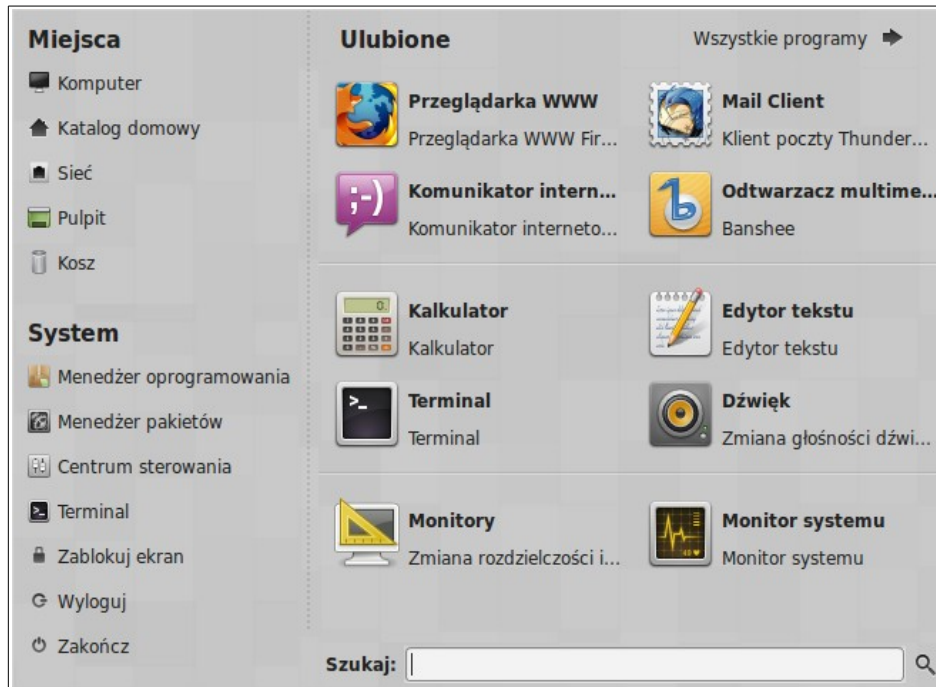 Miejsca
Komputer
Katalog domowy
Sieć
Pulpit
Kosz
System
Menedżer oprogramowania
Menedżer pakietów
Centrum sterowania
Terminal
Zablokuj ekran
Wyloguj
Zakończ
Ulubione
Wszystkie programy
Przeglądarka WWW
Przeglądarka WWW Fir...
Mail Client
Klient poczty Thunder...
Komunikator intern...
Komunikator interneto...
Odtwarzacz multime...
Banshee
Kalkulator
Kalkulator
Edytor tekstu
Edytor tekstu
Terminal
Terminal
Dźwięk
Zmiana głośności dźwi...
Monitory
Zmiana rozdzielczości i...
Monitor systemu
Monitor systemu
Szukaj: